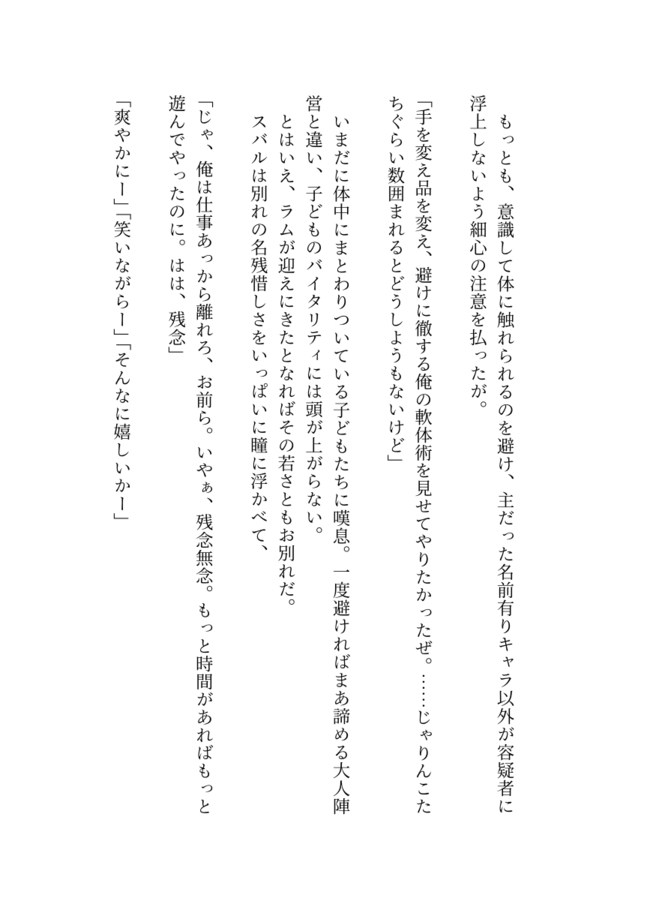 もっとも、意識して体に触れられるのを避け、主だった名前有りキャラ以外が容疑者に
浮上しないよう細心の注意を払ったが。
「手を変え品を変え、避けに徹する俺の軟体術を見せてやりたかったぜ。……じゃりんこた
ちぐらい数囲まれるとどうしようもないけど」
　いまだに体中にまとわりついている子どもたちに嘆息。一度避ければまあ諦める大人陣
営と違い、子どものバイタリティには頭が上がらない。
　とはいえ、ラムが迎えにきたとなればその若さともお別れだ。
　スバルは別れの名残惜しさをいっぱいに瞳に浮かべて、
「じゃ、俺は仕事あっから離れろ、お前ら。いやぁ、残念無念。もっと時間があればもっと
遊んでやったのに。はは、残念」
「爽やかにー」「笑いながらー」「そんなに嬉しいかー」